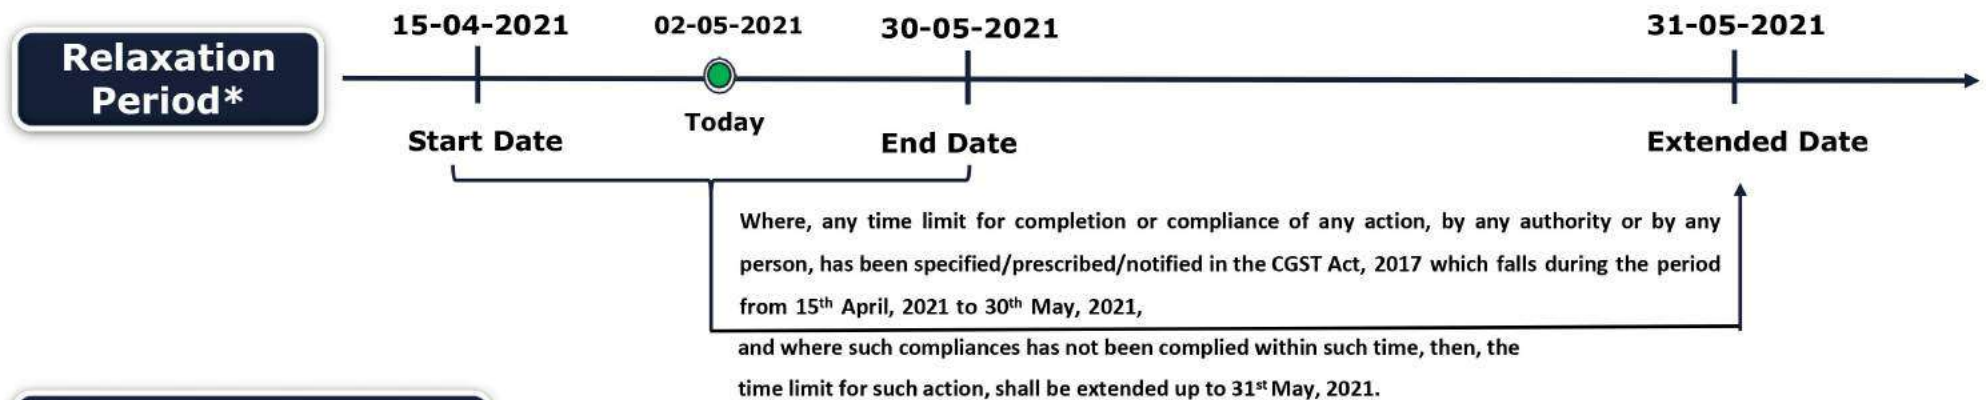 Relaxation
Period*
15-04-2021
02-05-2021
30-05-2021
31-05-2021
Start Date
Today
End Date
Extended Date
Where, any time limit for completion or compliance of any action, by any authority or by any
person, has been specified/prescribed/notified in the CGST Act, 2017 which falls during the period
from 15th April, 2021 to 30th May, 2021,
and where such compliances has not been complied within such time, then, the
time limit for such action, shall be extended up to 31st May, 2021.